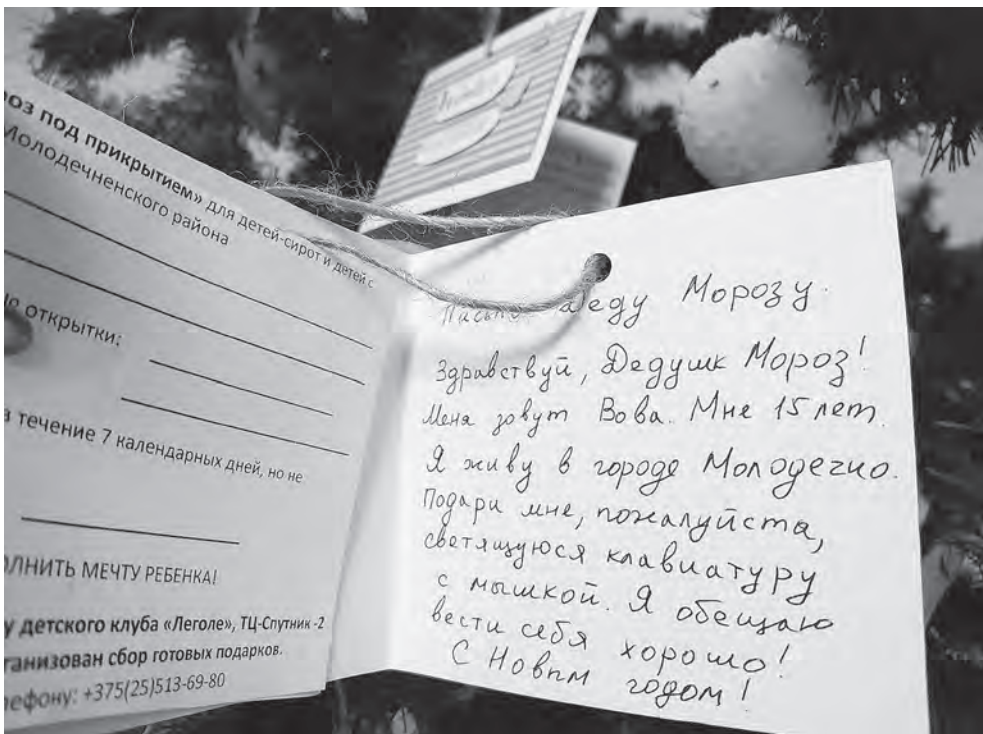 роз под прикрытием» для детей-сирот и детей с
Молодечненского района
о открытки:
в течение 7 календарных дней, но не
ОЛНИТЬ МЕЧТУ РЕБЕНКА!
у детского клуба «Леголе», ТЦ-Спутник -2
ганизован сбор готовых подарков.
лефону: +375(25)513-69-80
Деду Морозу.
Здравствуй, Дедушк Мороз!
Меня зовут Вова. Мне 15 лет.
Я живу в городе Молодечно.
Подари мне, пожалуйста,
светящуюся клавиатуру
с мышкой. Я обещаю
вести себя хорошо!
С Новым годом!